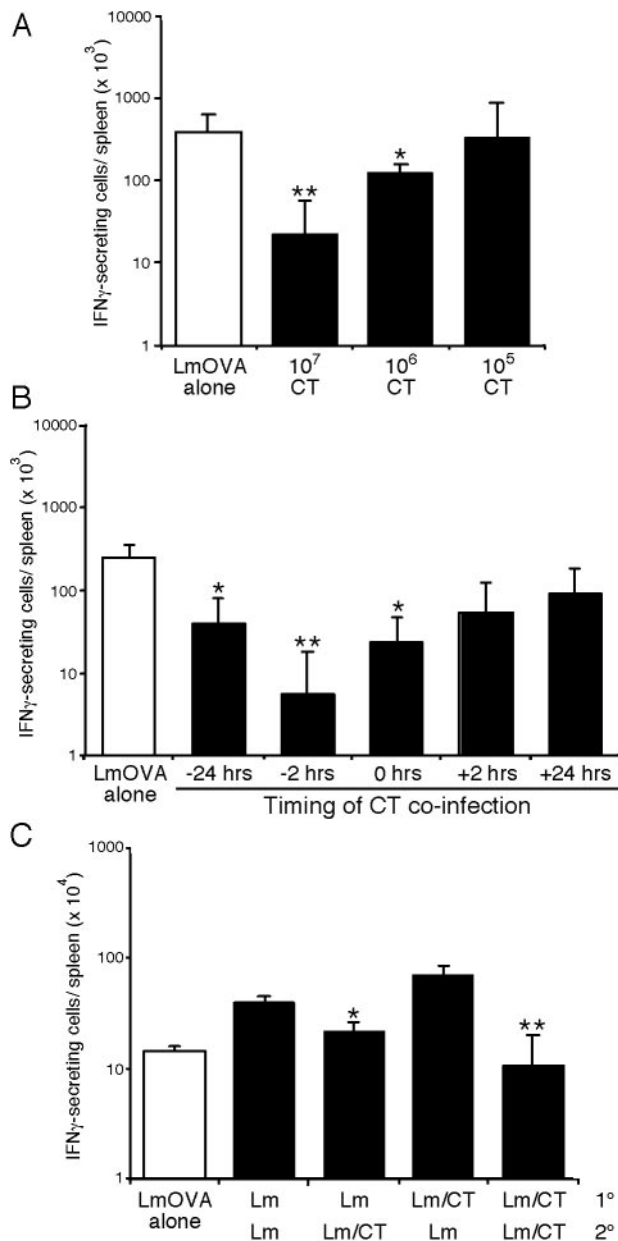 A
IFNγ-secreting cells/ spleen (x 10³)
10000
1000
100
10
1
LmOVA alone
10⁷ CT
10⁶ CT
10⁵ CT
**
*
B
IFNγ-secreting cells/ spleen (x 10³)
10000
1000
100
10
1
*
**
*
LmOVA alone
-24 hrs
-2 hrs
0 hrs
+2 hrs
+24 hrs
Timing of CT co-infection
C
IFNγ-secreting cells/ spleen (x 10⁴)
1000
100
10
1
*
**
LmOVA alone
Lm Lm Lm/CT Lm/CT 1º
Lm Lm/CT Lm Lm/CT 2º